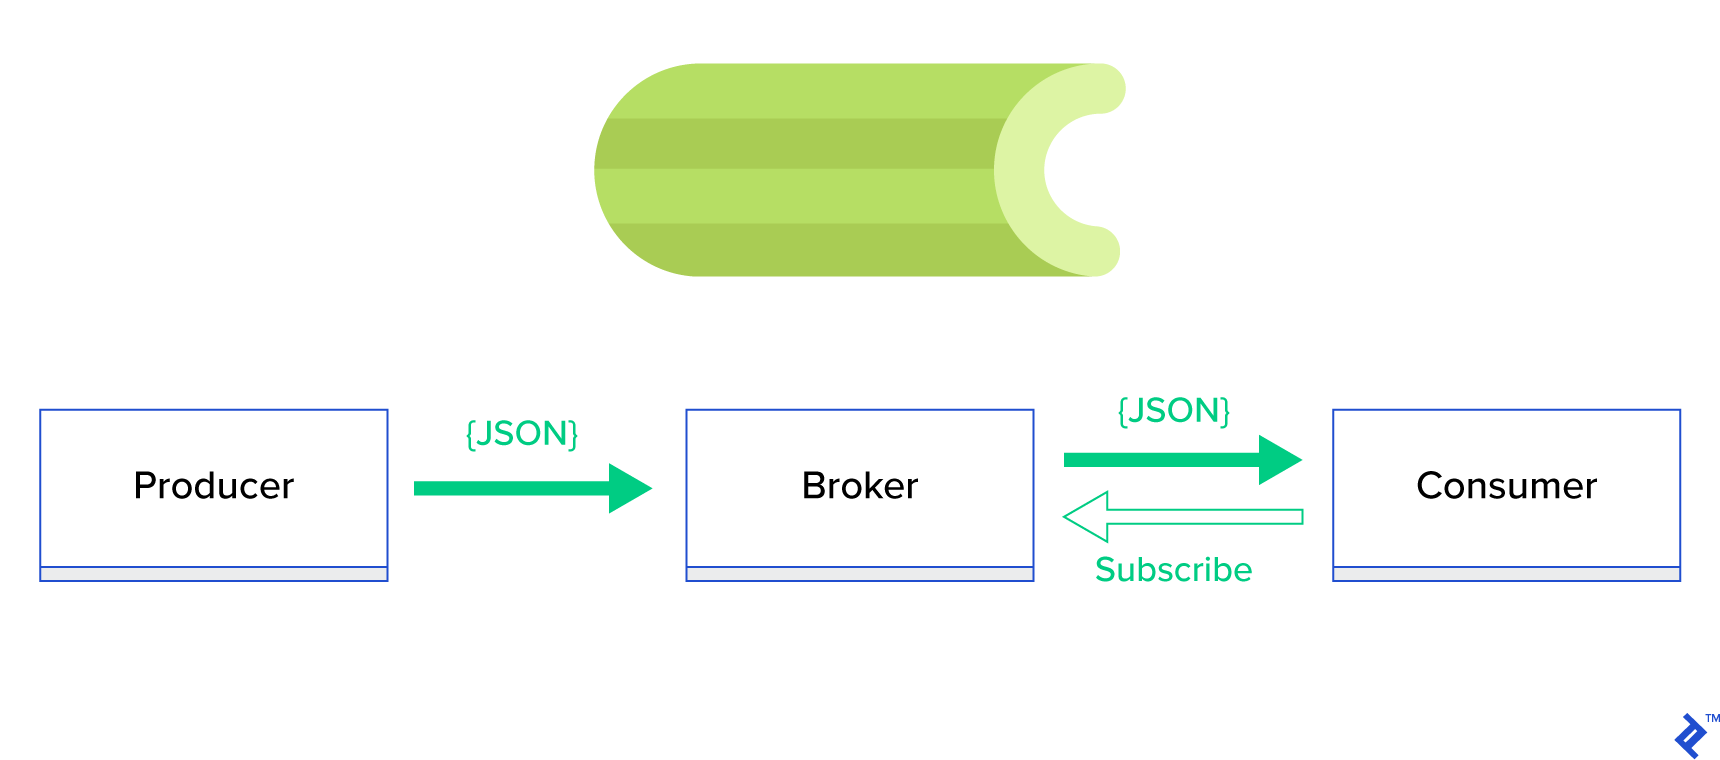 {JSON}
{JSON}
Producer
Broker
Consumer
Subscribe
TM